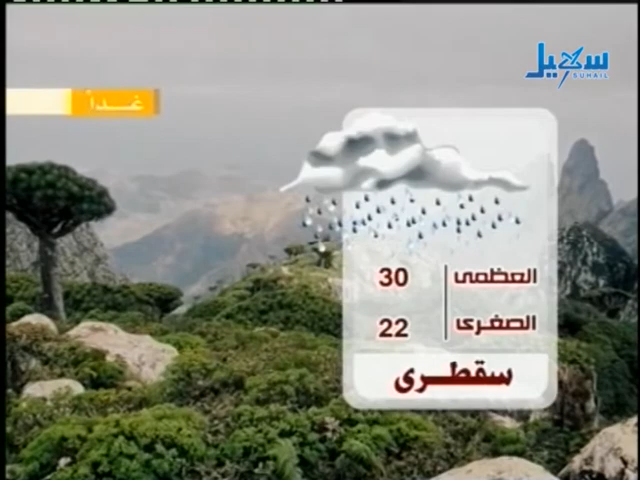 سهيل
SUHAIL
غداً
العظمى 30
الصغرى 22
سقطرى